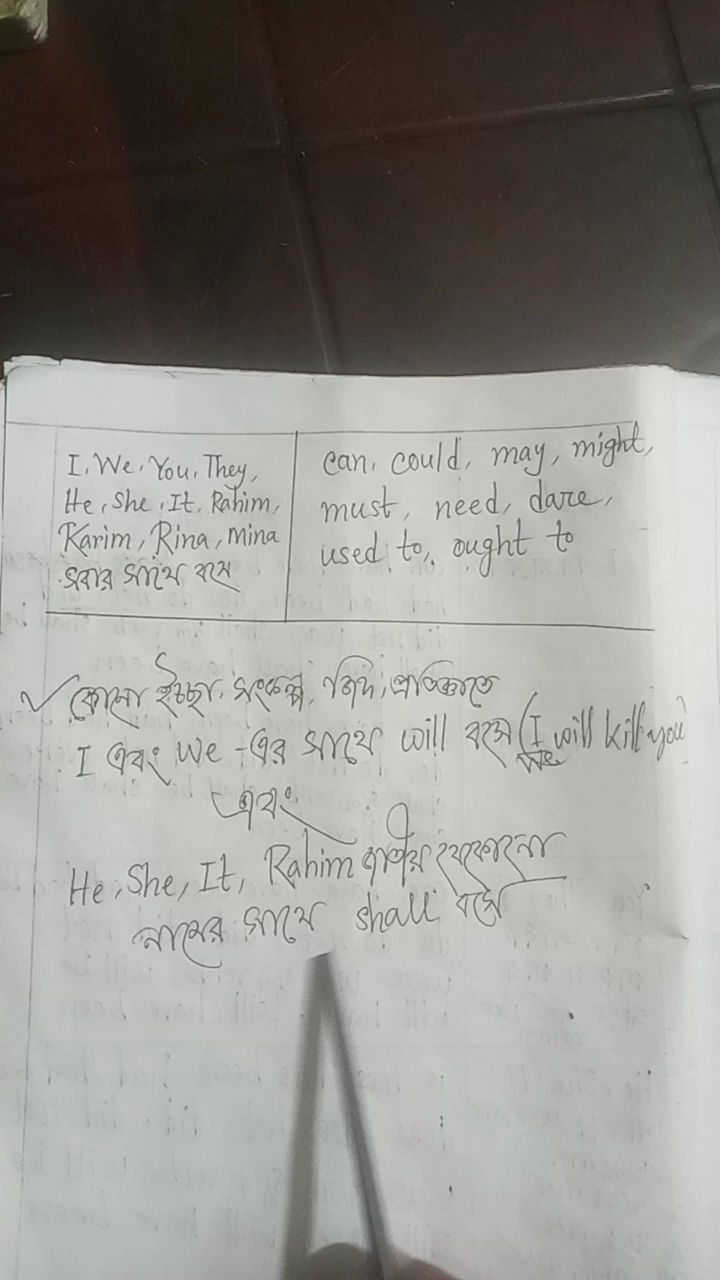 I, We, You, They,
He, She, It, Rahim,
Karim, Rina, Mina
সবার সাথে বসে
can, could, may, might,
must, need, dare,
used to, ought to
কোনো ইচ্ছা, সংকল্প, জিদ, প্রতিজ্ঞাতে
I এবং We -এর সাথে will বসে (I will kill you
We
এবং
He, She, It, Rahim জাতীয় যেকোনো
নামের সাথে shall বসে